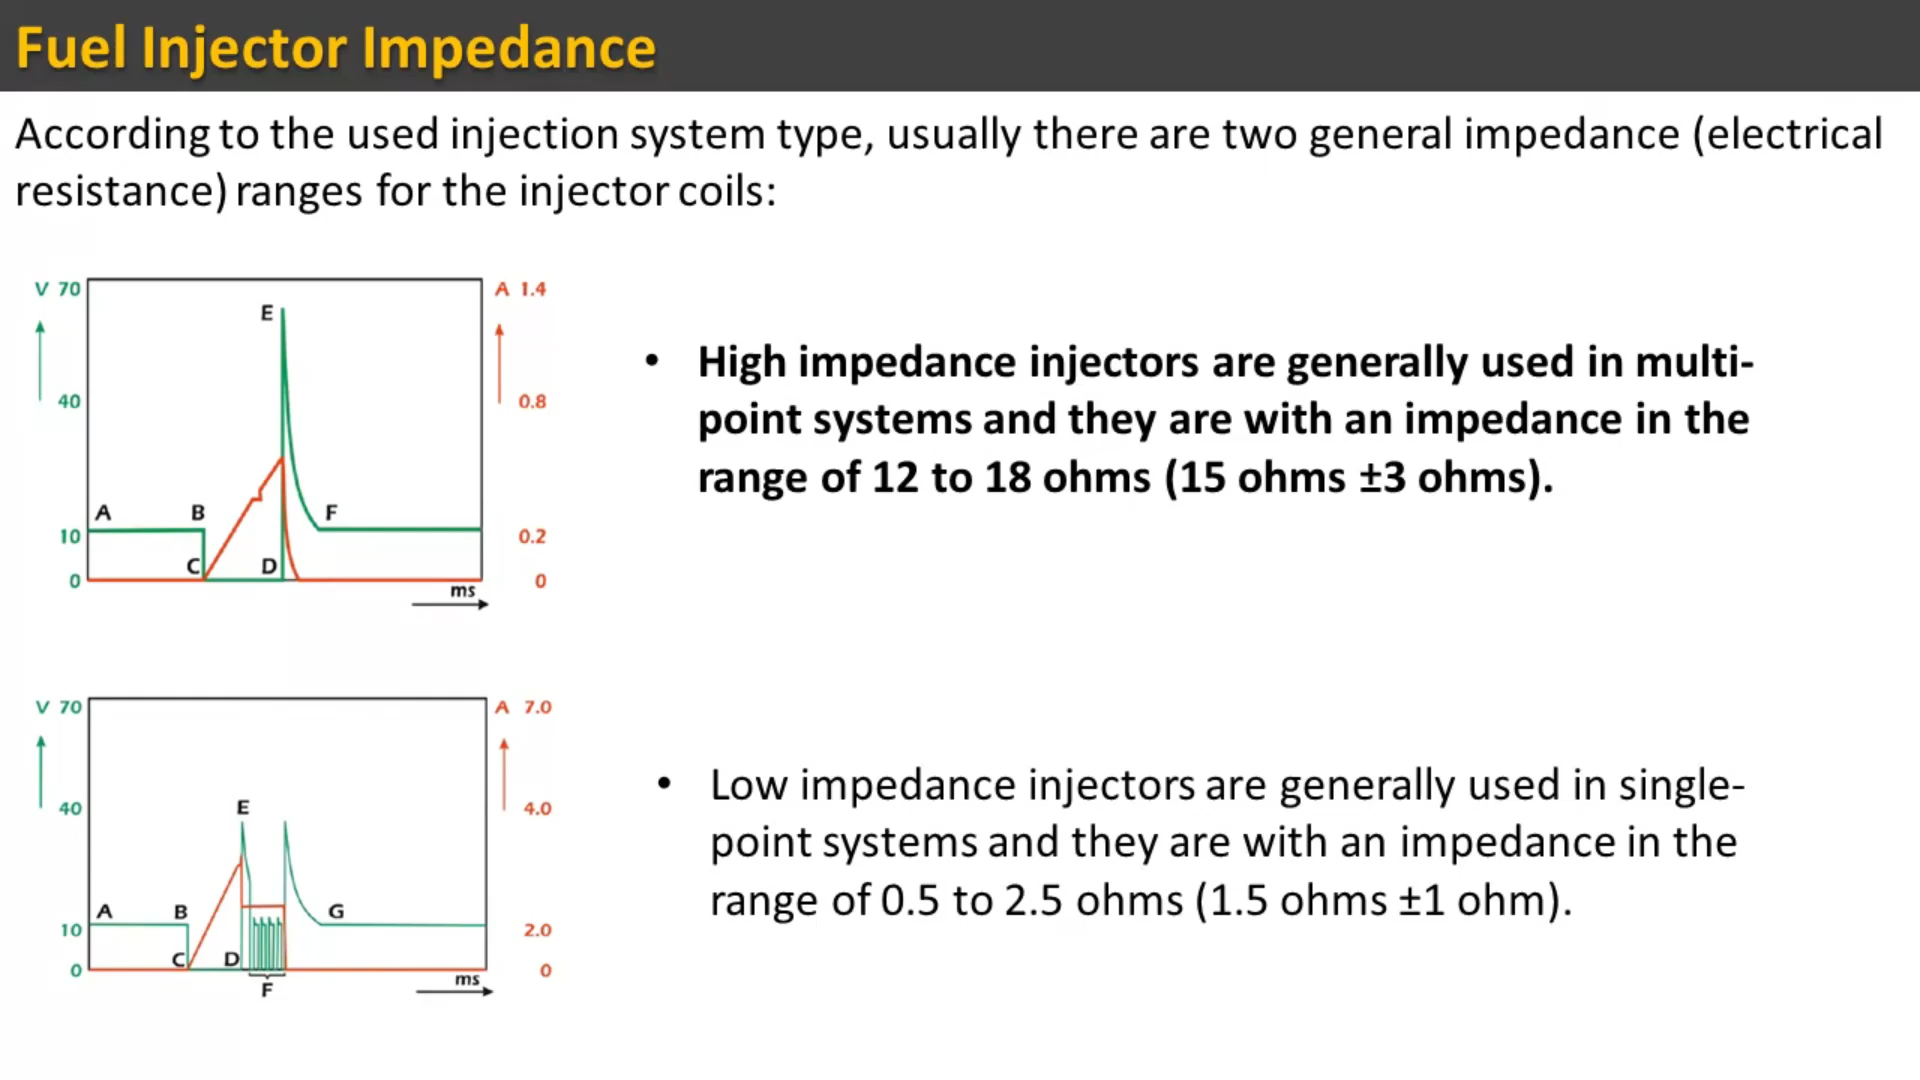 Fuel Injector Impedance
According to the used injection system type, usually there are two general impedance (electrical
resistance) ranges for the injector coils:
V 70
A 1.4
E
40
0.8
A
B
F
10
0.2
C
D
0
0
ms
• High impedance injectors are generally used in multi-
point systems and they are with an impedance in the
range of 12 to 18 ohms (15 ohms ±3 ohms).
V 70
A 7.0
E
40
4.0
A
B
G
10
2.0
C
D
0
0
F
ms
• Low impedance injectors are generally used in single-
point systems and they are with an impedance in the
range of 0.5 to 2.5 ohms (1.5 ohms ±1 ohm).